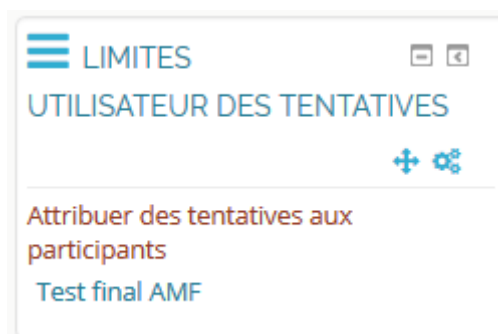 LIMITES
UTILISATEUR DES TENTATIVES
Attribuer des tentatives aux
participants
Test final AMF